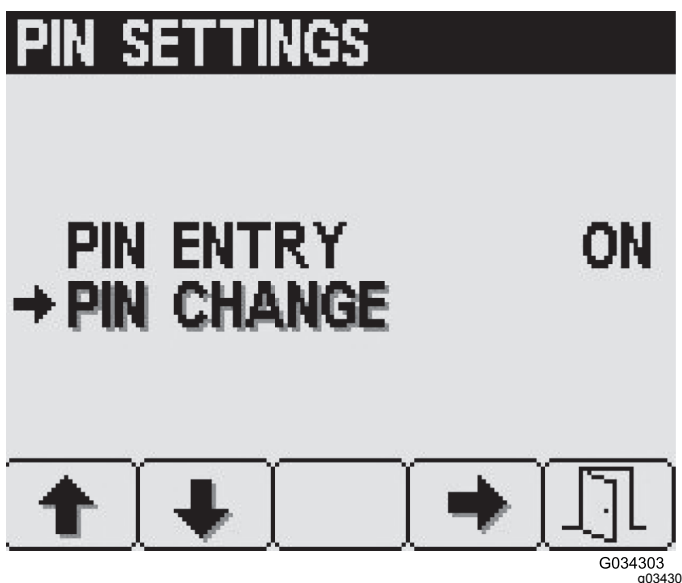 PIN SETTINGS
PIN ENTRY ON
PIN CHANGE
G034303
g03430